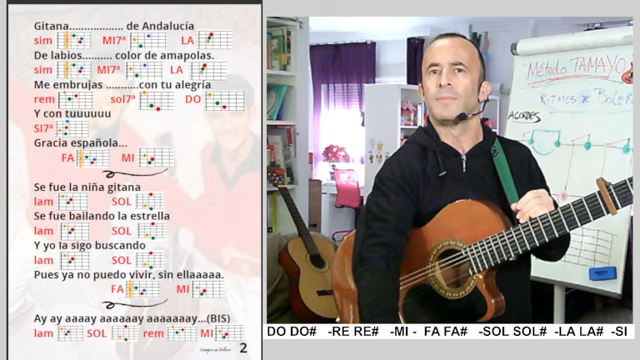 Gitana.................. de Andalucía
sim MI7ª LA
De labios.......... color de amapolas.
sim MI7ª LA
Me embrujas ...........con tu alegría
rem sol7ª DO
Y con tuuuuuu
SI7ª
Gracia española...
FA MI
Se fue la niña gitana
lam SOL
Se fue bailando la estrella
lam SOL
Y yo la sigo buscando
lam SOL
Pues ya no puedo vivir, sin ellaaaaa.
FA MI
Ay ay aaaay aaaaaay aaaaaaay...(BIS)
lam SOL rem MI
2
Método TAMAYO
RITMOS DE BOLER
ACORDES
DO DO# -RE RE# -MI - FA FA# -SOL SOL# -LA LA# -SI